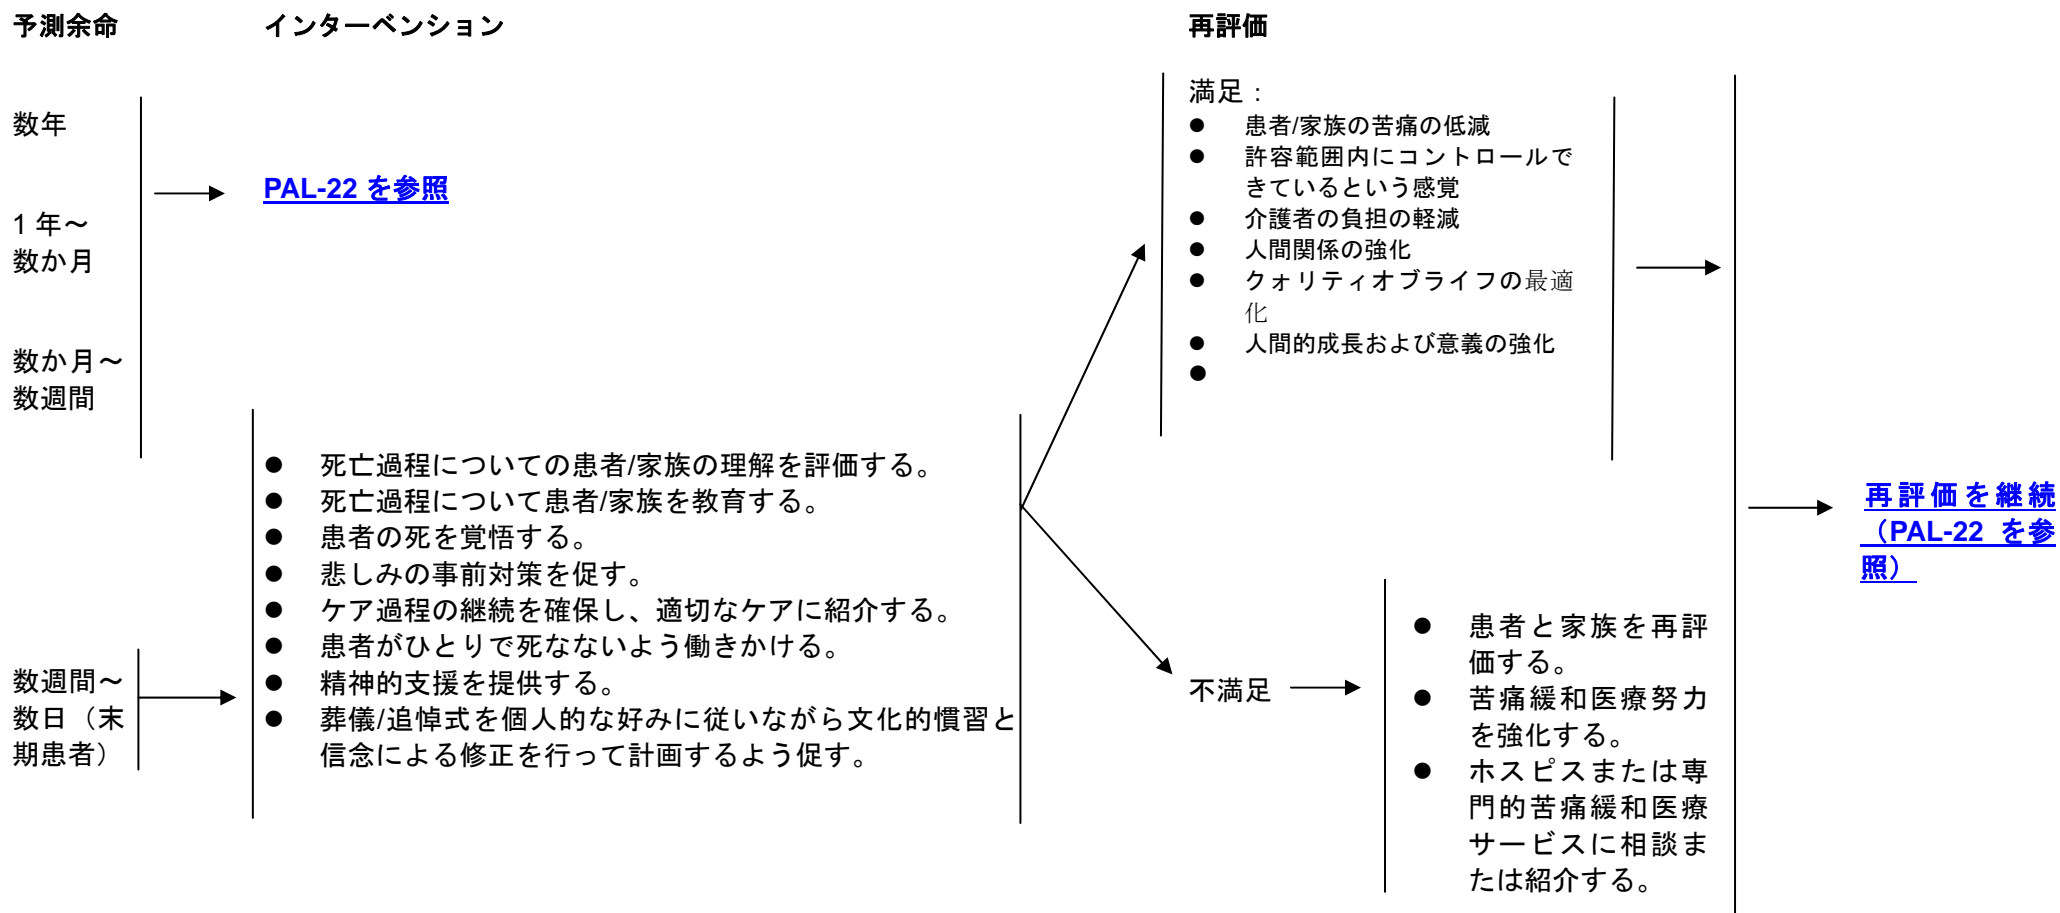 予測余命
インターベンション
再評価
数年
1 年～
数か月
数か月～
数週間
数週間～
数日（末
期患者）
PAL-22 を参照
● 死亡過程についての患者/家族の理解を評価する。
● 死亡過程について患者/家族を教育する。
● 患者の死を覚悟する。
● 悲しみの事前対策を促す。
● ケア過程の継続を確保し、適切なケアに紹介する。
● 患者がひとりで死なないよう働きかける。
● 精神的支援を提供する。
● 葬儀/追悼式を個人的な好みに従いながら文化的慣習と
信念による修正を行って計画するよう促す。
満足：
● 患者/家族の苦痛の低減
● 許容範囲内にコントロールで
きているという感覚
● 介護者の負担の軽減
● 人間関係の強化
● クォリティオブライフの最適
化
● 人間的成長および意義の強化
●
不満足
● 患者と家族を再評
価する。
● 苦痛緩和医療努力
を強化する。
● ホスピスまたは専
門的苦痛緩和医療
サービスに相談ま
たは紹介する。
再評価を継続
（PAL-22 を参
照）